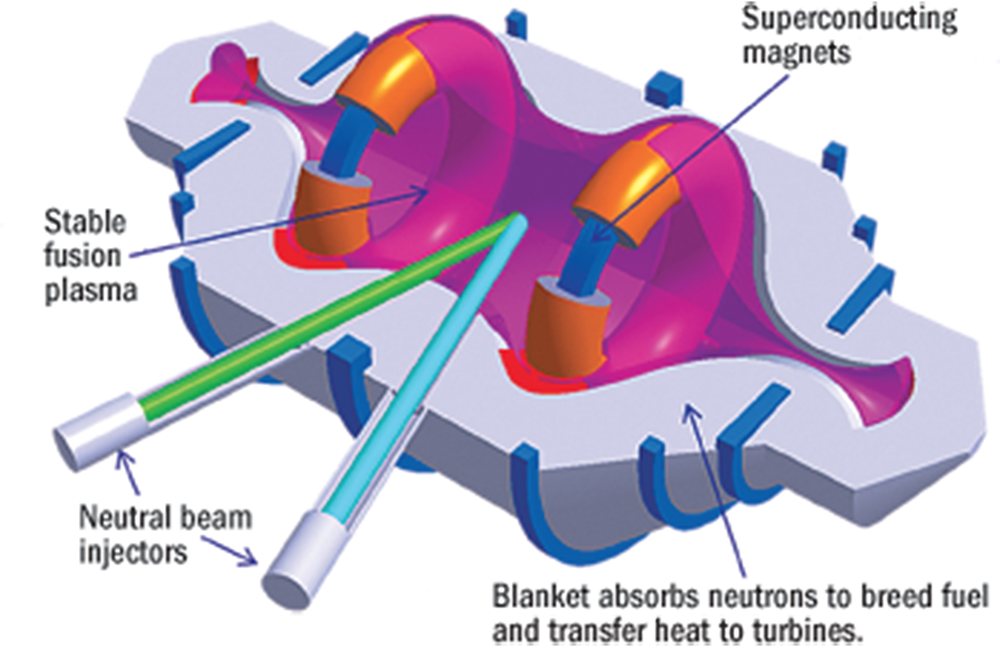 Superconducting
magnets
Stable
fusion
plasma
Neutral beam
injectors
Blanket absorbs neutrons to breed fuel
and transfer heat to turbines.